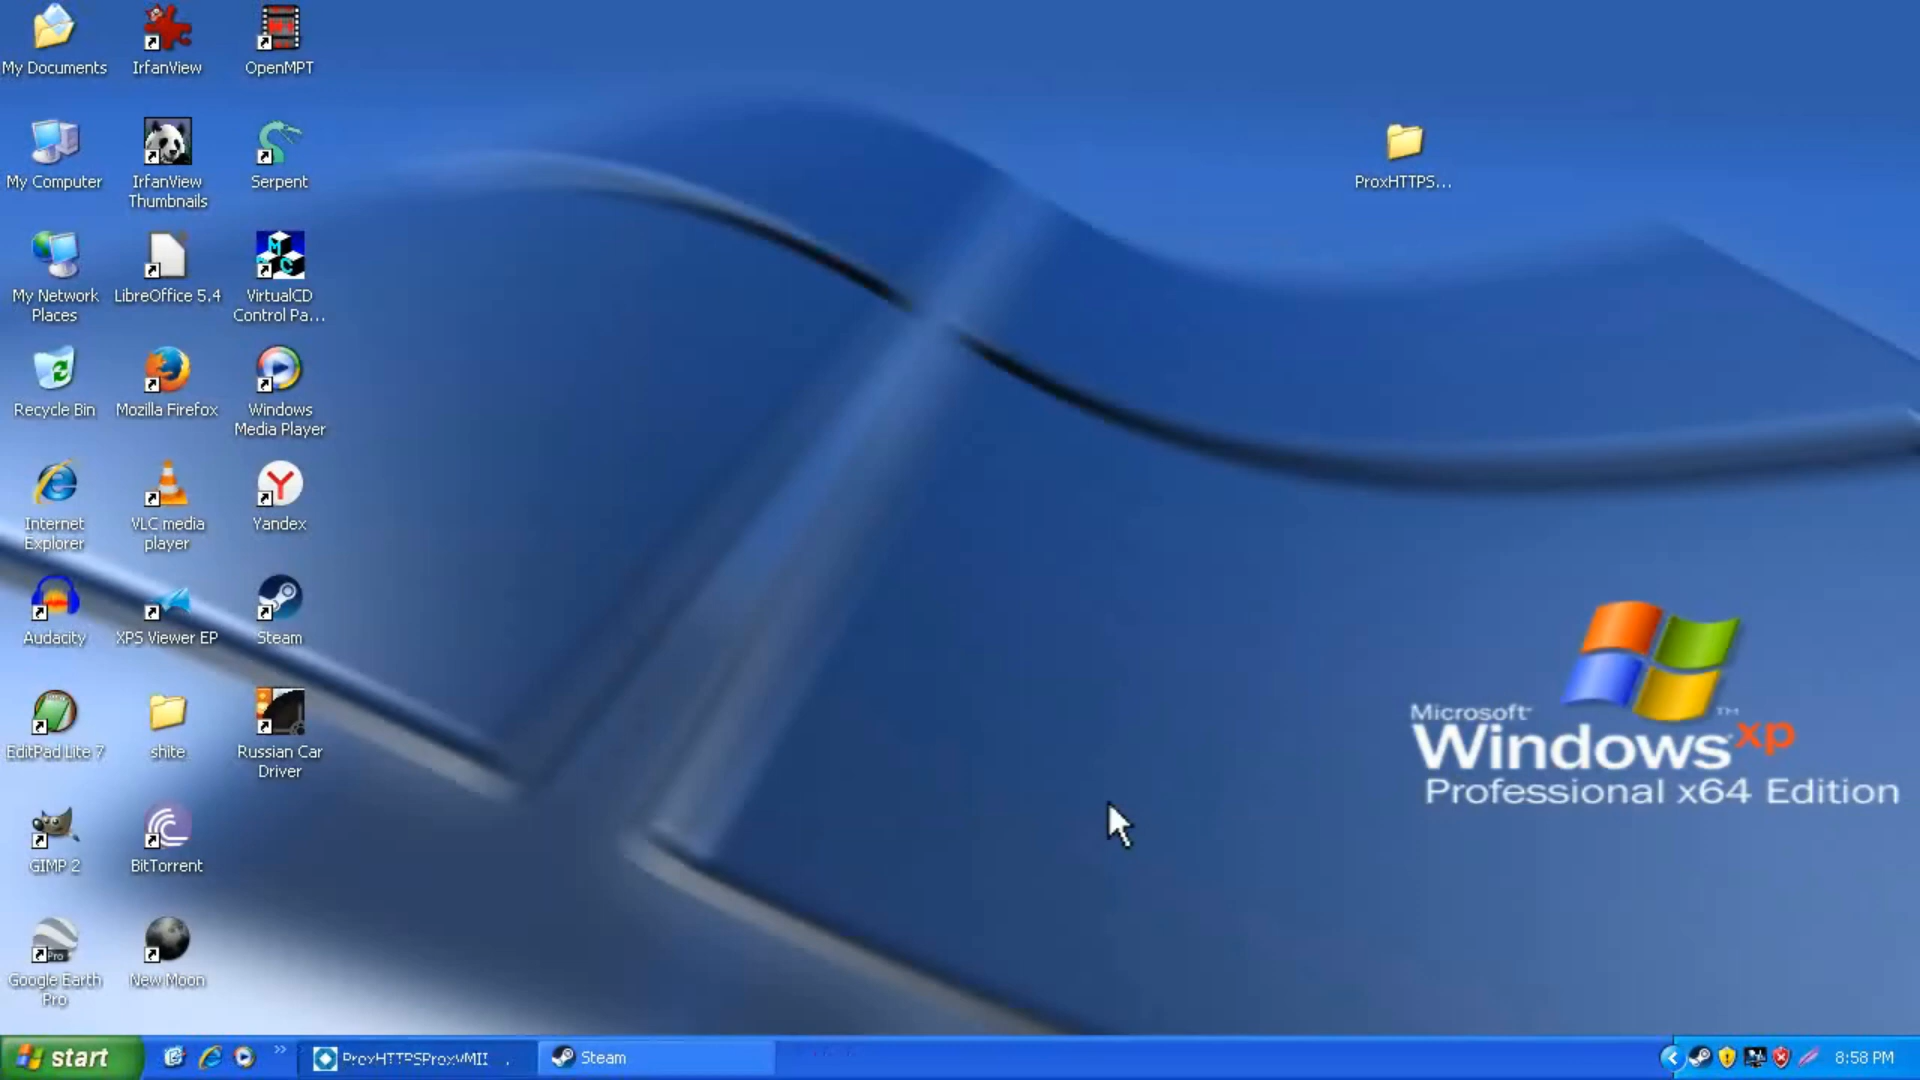 My Documents
IrfanView
OpenMPT
My Computer
IrfanView
Thumbnails
Serpent
ProxHTTPS...
My Network
Places
LibreOffice 5.4
VirtualCD
Control Pa...
Recycle Bin
Mozilla Firefox
Windows
Media Player
Internet
Explorer
VLC media
player
Yandex
Audacity
XPS Viewer EP
Steam
EditPad Lite 7
shite
Russian Car
Driver
GIMP 2
BitTorrent
Google Earth
Pro
New Moon
Microsoft
Windows xp
Professional x64 Edition
start
ProxHTTPSProxyMII
Steam
8:58 PM